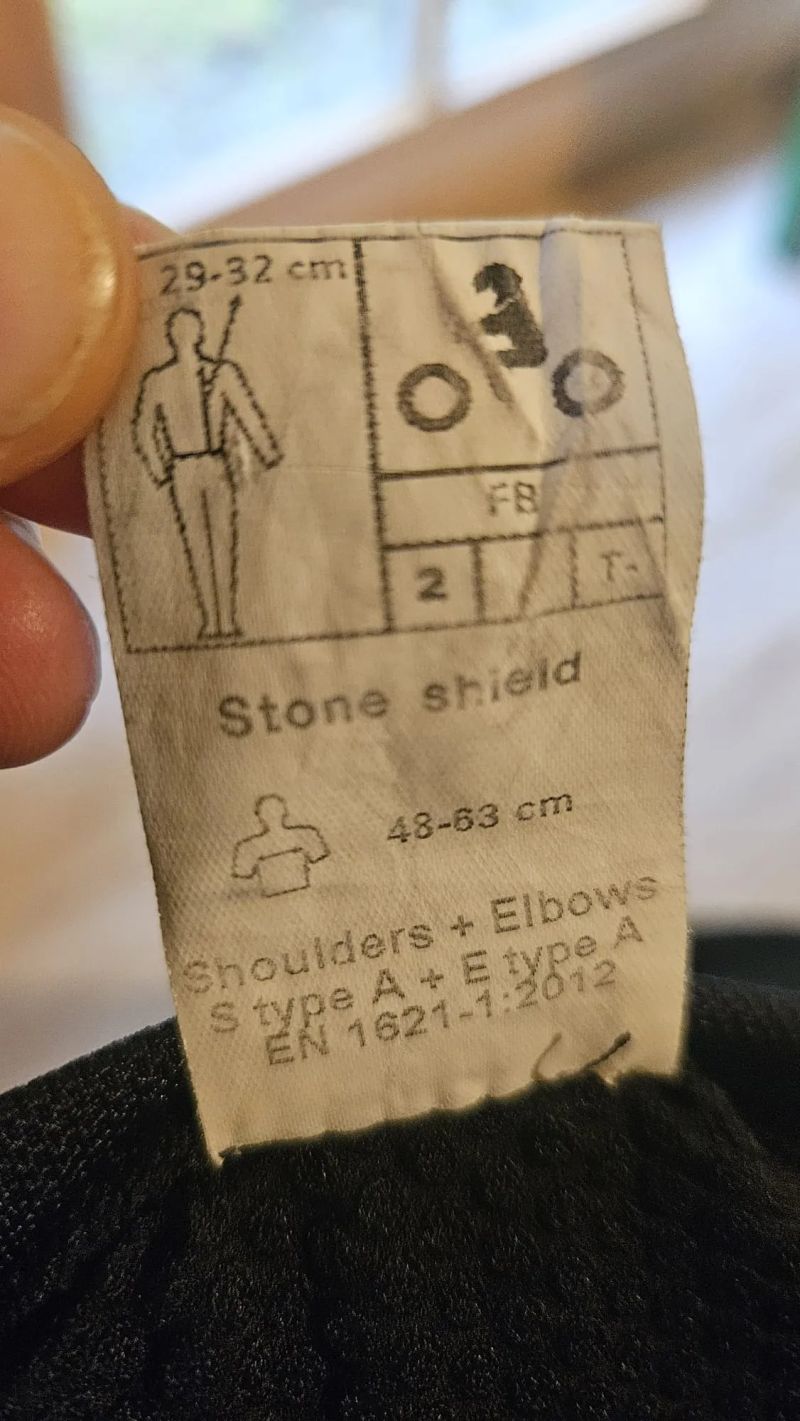 29-32 cm
FB
2
T-
Stone shield
48-63 cm
Shoulders + Elbows
S type A + E type A
EN 1621-1:2012